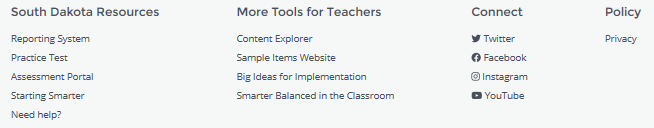 South Dakota Resources
Reporting System
Practice Test
Assessment Portal
Starting Smarter
Need help?
More Tools for Teachers
Content Explorer
Sample Items Website
Big Ideas for Implementation
Smarter Balanced in the Classroom
Connect
Twitter
Facebook
Instagram
YouTube
Policy
Privacy